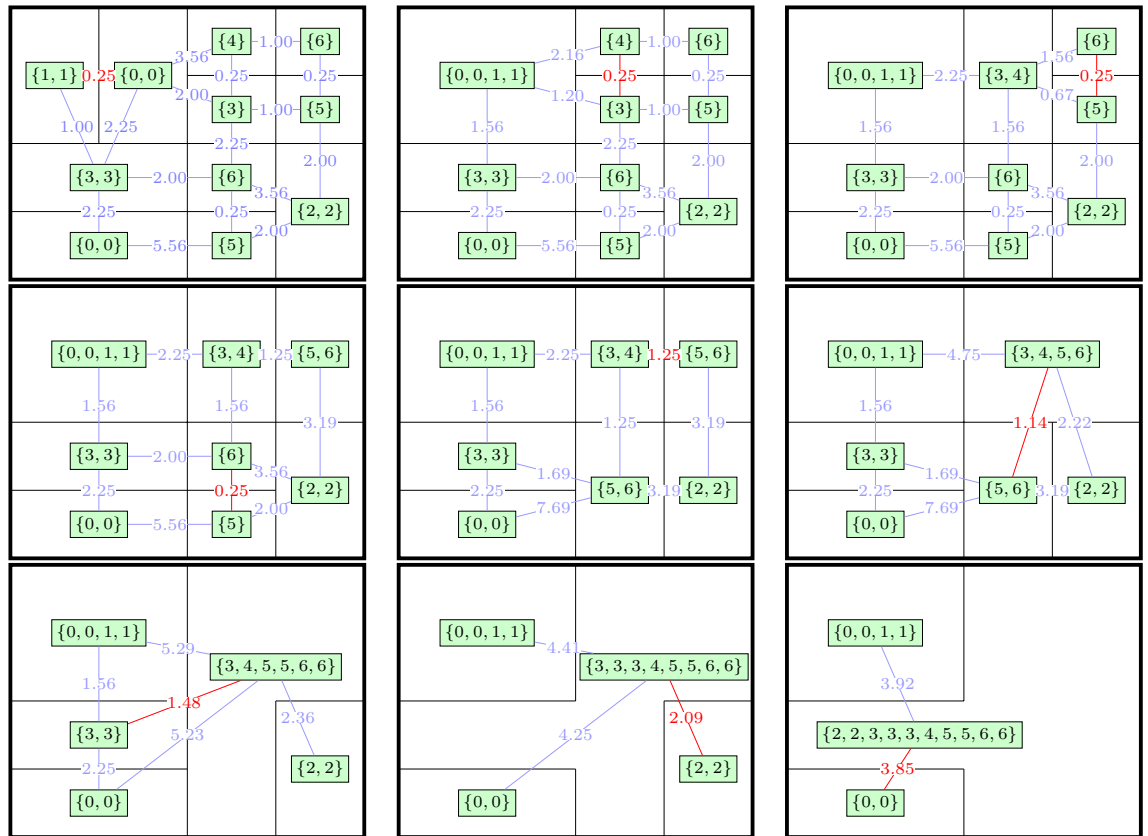 {4} 1.00 {6}
3.56
{1, 1} 0.25 {0, 0} 0.25 0.25
2.00
{3} 1.00 {5}
1.00 2.25
2.25 2.00
{3, 3} 2.00 {6}
3.56
2.25 0.25 {2, 2}
2.00
{0, 0} 5.56 {5}
{4} 1.00 {6}
2.16
{0, 0, 1, 1} 0.25 0.25
1.20
{3} 1.00 {5}
1.56
2.25 2.00
{3, 3} 2.00 {6}
3.56
2.25 0.25 {2, 2}
2.00
{0, 0} 5.56 {5}
{6}
1.56
{0, 0, 1, 1} 2.25 {3, 4} 0.25
0.67
{5}
1.56 1.56
2.00
{3, 3} 2.00 {6}
3.56
2.25 0.25 {2, 2}
2.00
{0, 0} 5.56 {5}
{0, 0, 1, 1} 2.25 {3, 4} 1.25 {5, 6}
1.56 1.56
3.19
{3, 3} 2.00 {6}
3.56
2.25 0.25 {2, 2}
2.00
{0, 0} 5.56 {5}
{0, 0, 1, 1} 2.25 {3, 4} 1.25 {5, 6}
1.56
1.25 3.19
{3, 3}
1.69
2.25 {5, 6} 3.19 {2, 2}
7.69
{0, 0}
{0, 0, 1, 1} 4.75 {3, 4, 5, 6}
1.56
1.14 2.22
{3, 3}
1.69
2.25 {5, 6} 3.19 {2, 2}
7.69
{0, 0}
{0, 0, 1, 1}
5.29
{3, 4, 5, 5, 6, 6}
1.56
1.48
2.36
{3, 3} 5.23
2.25 {2, 2}
{0, 0}
{0, 0, 1, 1}
4.41
{3, 3, 3, 4, 5, 5, 6, 6}
2.09
4.25
{2, 2}
{0, 0}
{0, 0, 1, 1}
3.92
{2, 2, 3, 3, 3, 4, 5, 5, 6, 6}
3.85
{0, 0}